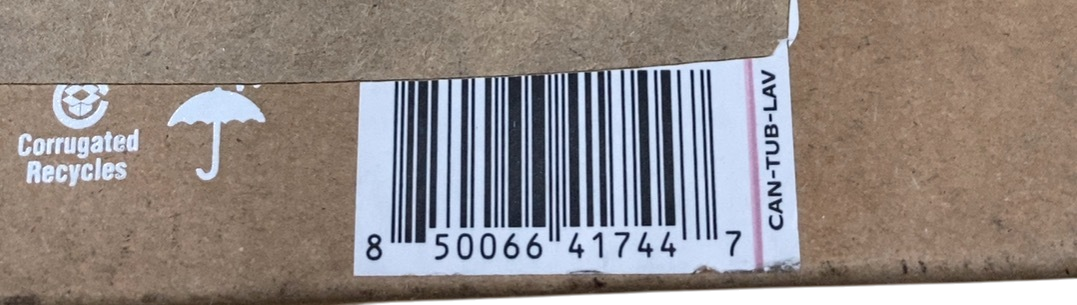 Corrugated
Recycles
8 50066 41744 7
CAN-TUB-LAV